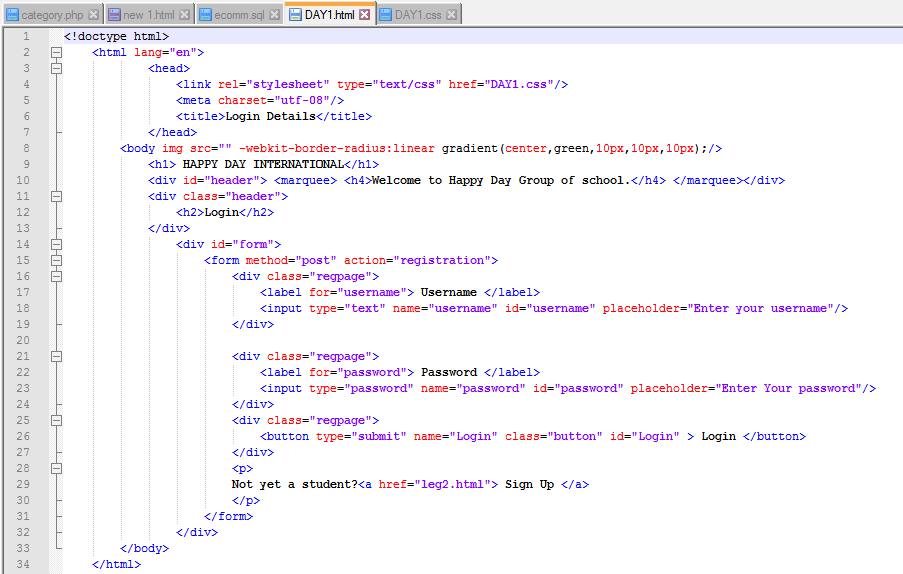 category.php new 1.html ecomm.sql DAY1.html DAY1.css
1 <!doctype html>
2 <html lang="en">
3 <head>
4 <link rel="stylesheet" type="text/css" href="DAY1.css"/>
5 <meta charset="utf-08"/>
6 <title>Login Details</title>
7 </head>
8 <body img src="" -webkit-border-radius:linear gradient(center,green,10px,10px,10px);/>
9 <h1> HAPPY DAY INTERNATIONAL</h1>
10 <div id="header"> <marquee> <h4>Welcome to Happy Day Group of school.</h4> </marquee></div>
11 <div class="header">
12 <h2>Login</h2>
13 </div>
14 <div id="form">
15 <form method="post" action="registration">
16 <div class="regpage">
17 <label for="username"> Username </label>
18 <input type="text" name="username" id="username" placeholder="Enter your username"/>
19 </div>
20
21 <div class="regpage">
22 <label for="password"> Password </label>
23 <input type="password" name="password" id="password" placeholder="Enter Your password"/>
24 </div>
25 <div class="regpage">
26 <button type="submit" name="Login" class="button" id="Login" > Login </button>
27 </div>
28 <p>
29 Not yet a student?<a href="leg2.html"> Sign Up </a>
30 </p>
31 </form>
32 </div>
33 </body>
34 </html>